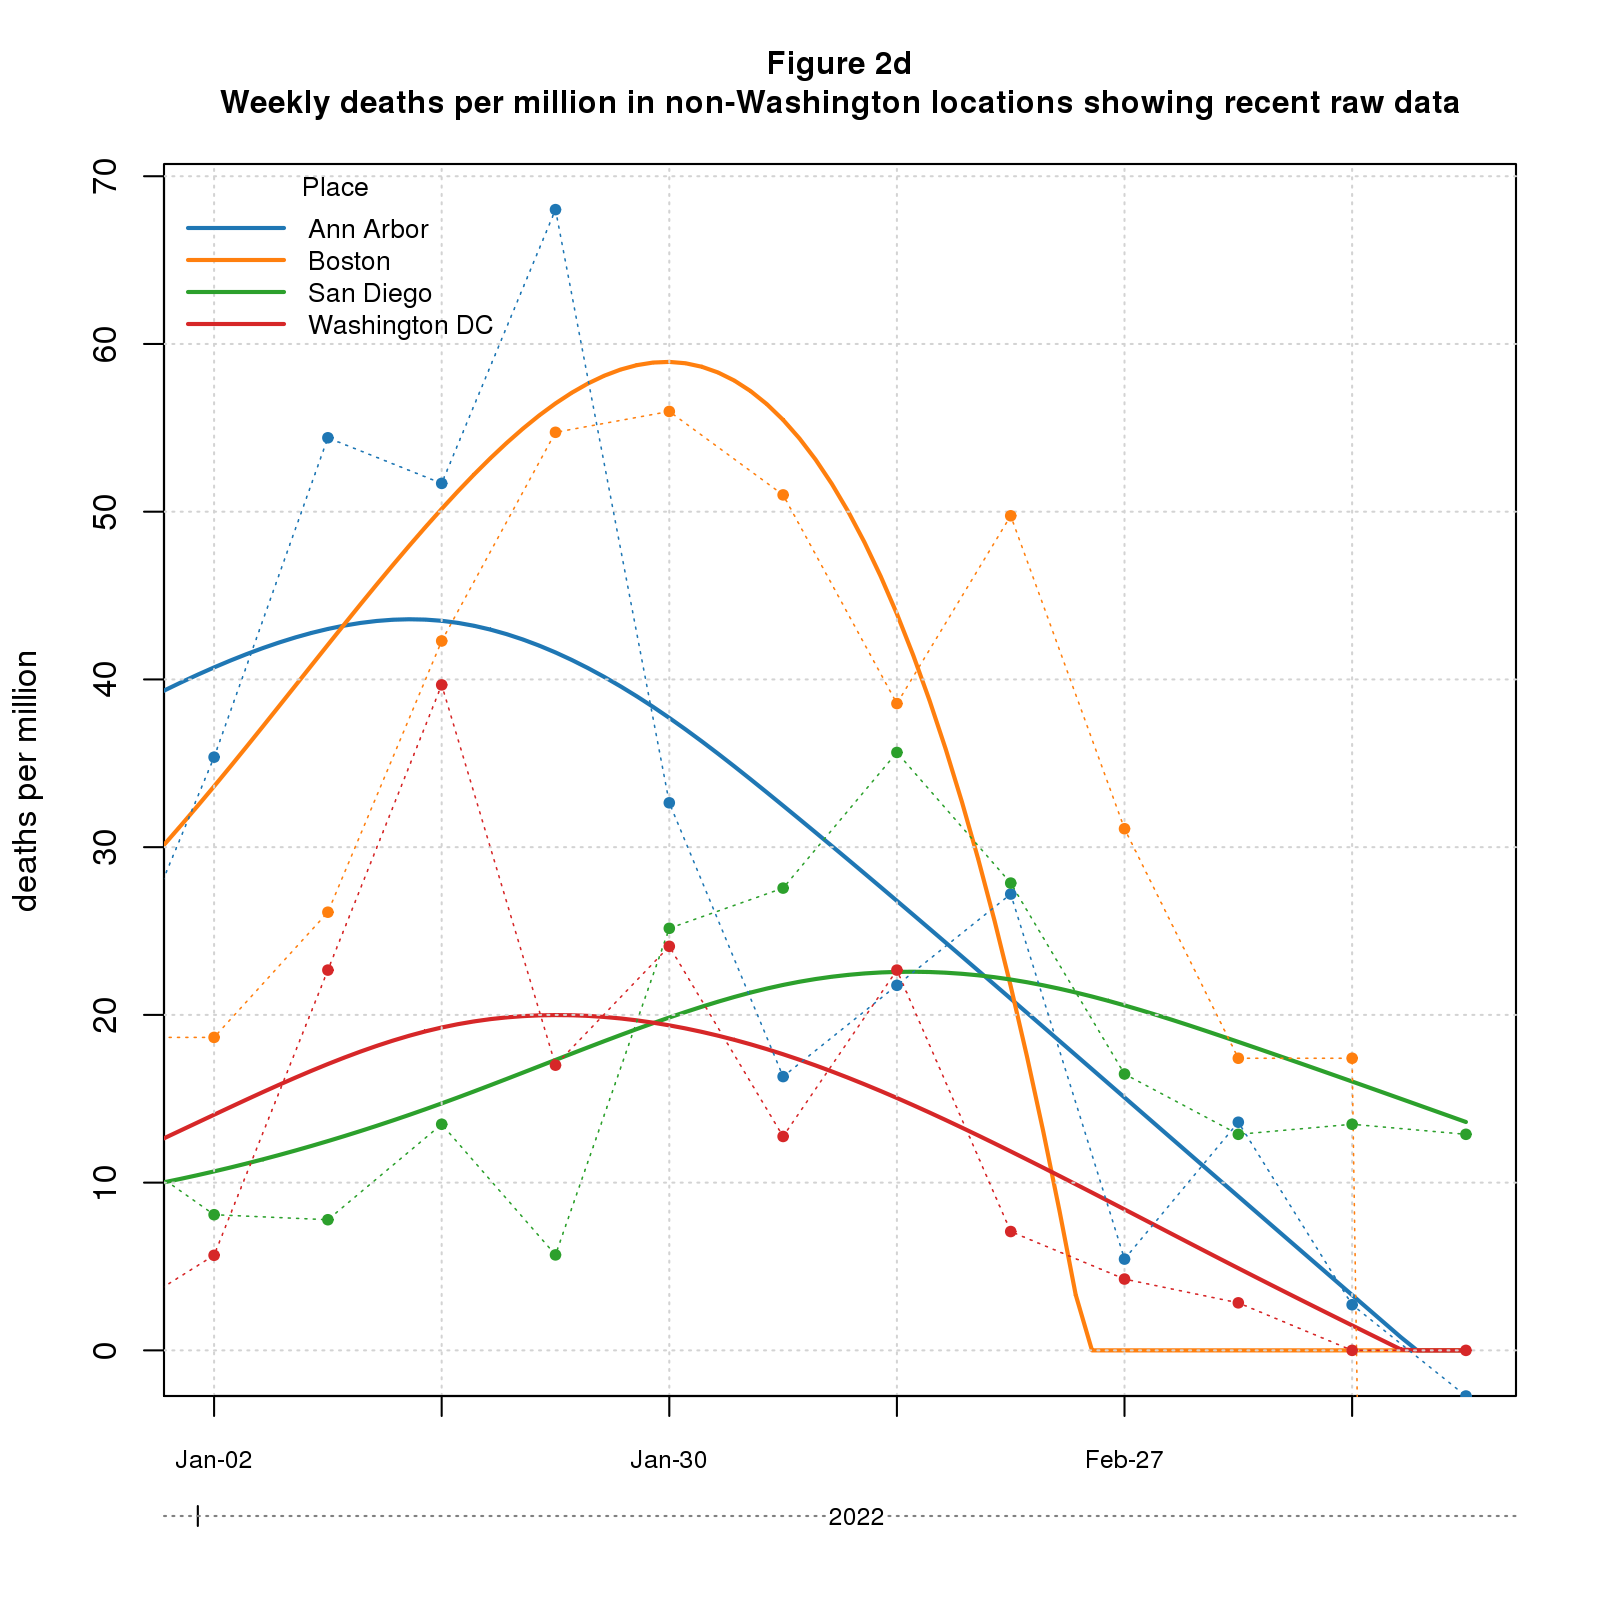 Figure 2d
Weekly deaths per million in non-Washington locations showing recent raw data
deaths per million
70
60
50
40
30
20
10
0
Place
Ann Arbor
Boston
San Diego
Washington DC
Jan-02
Jan-30
Feb-27
2022